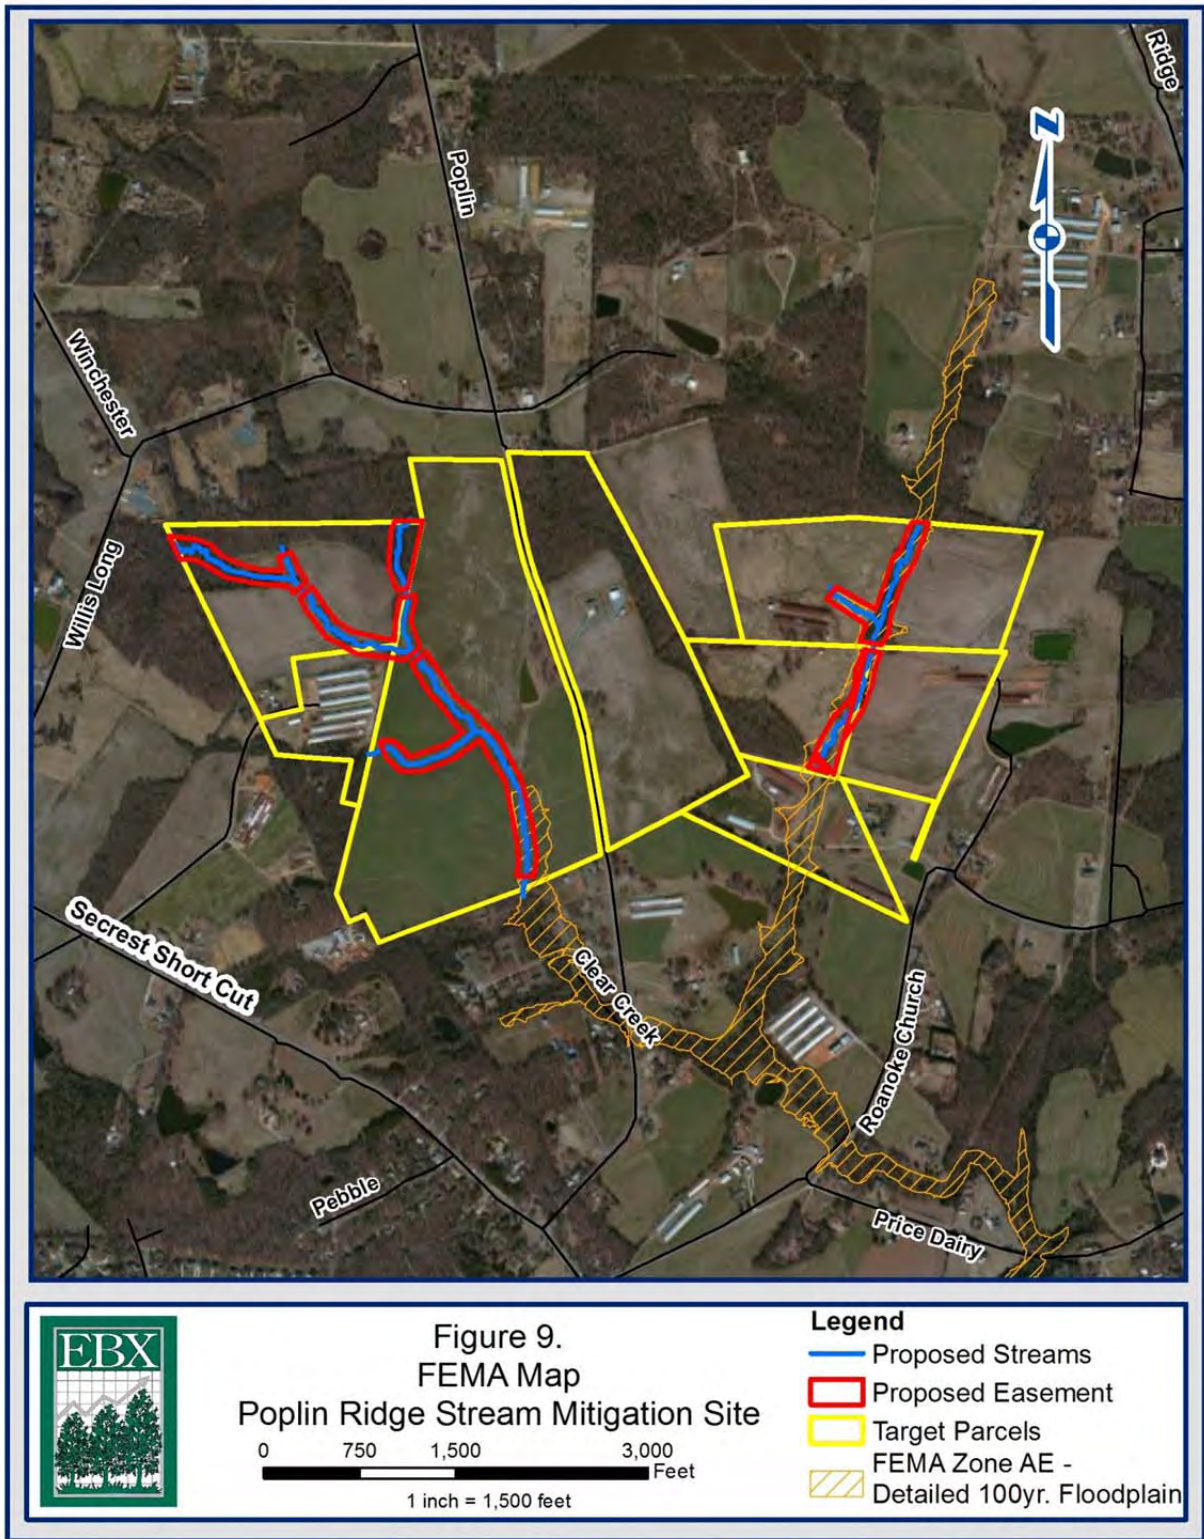 Ridge
Poplin
N
Winchester
Willis Long
Secrest Short Cut
Clear Creek
Roanoke Church
Pebble
Price Dairy
EBX
Figure 9.
FEMA Map
Poplin Ridge Stream Mitigation Site
0 750 1,500 3,000
Feet
1 inch = 1,500 feet
Legend
Proposed Streams
Proposed Easement
Target Parcels
FEMA Zone AE -
Detailed 100yr. Floodplain